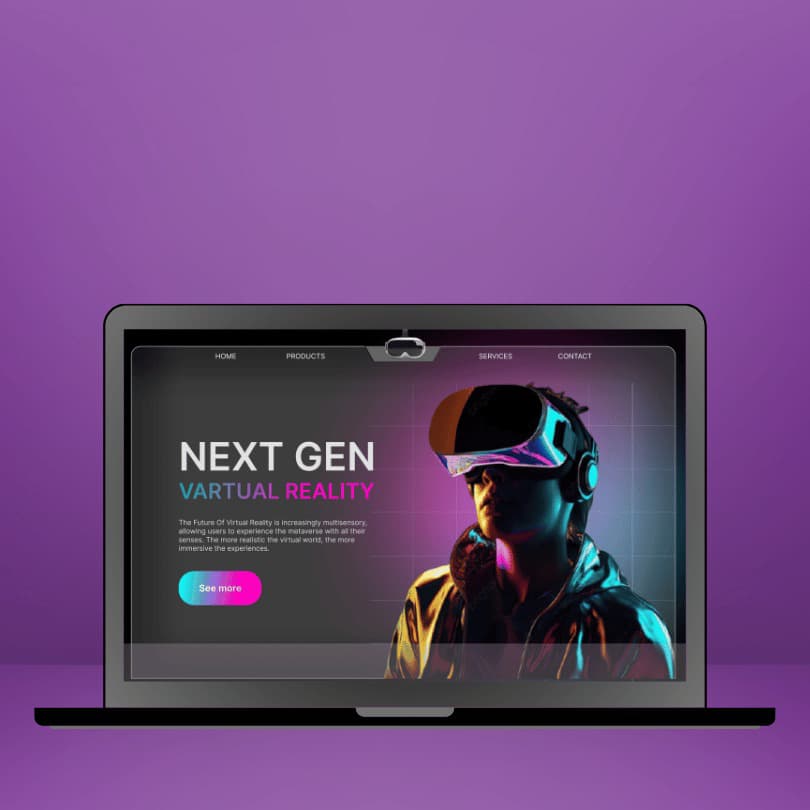 HOME PRODUCTS SERVICES CONTACT
NEXT GEN
VARTUAL REALITY
The Future Of Virtual Reality is increasingly multisensory,
allowing users to experience the metaverse with all their
senses. The more realistic the virtual world, the more
immersive the experiences.
See more